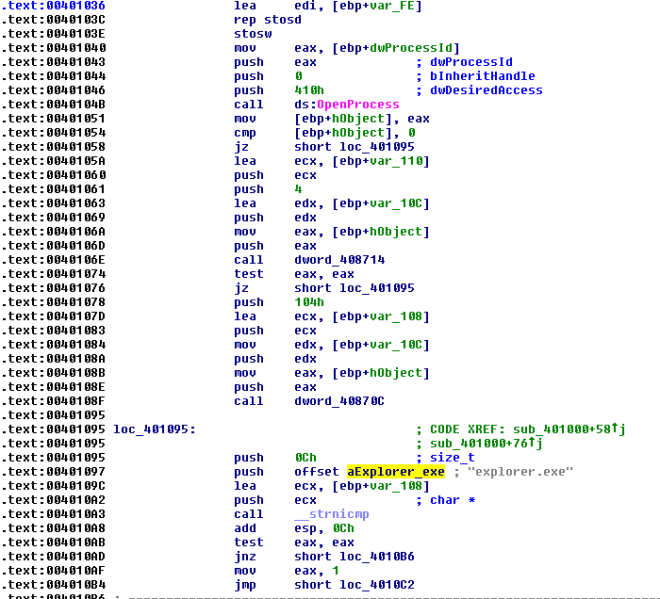 .text:00401036 lea edi, [ebp+var_FE]
.text:0040103C rep stosd
.text:0040103E stosw
.text:00401040 mov eax, [ebp+dwProcessId]
.text:00401043 push eax ; dwProcessId
.text:00401044 push 0 ; bInheritHandle
.text:00401046 push 410h ; dwDesiredAccess
.text:0040104B call ds:OpenProcess
.text:00401051 mov [ebp+hObject], eax
.text:00401054 cmp [ebp+hObject], 0
.text:00401058 jz short loc_401095
.text:0040105A lea ecx, [ebp+var_110]
.text:00401060 push ecx
.text:00401061 push 4
.text:00401063 lea edx, [ebp+var_10C]
.text:00401069 push edx
.text:0040106A mov eax, [ebp+hObject]
.text:0040106D push eax
.text:0040106E call dword_408714
.text:00401074 test eax, eax
.text:00401076 jz short loc_401095
.text:00401078 push 104h
.text:0040107D lea ecx, [ebp+var_108]
.text:00401083 push ecx
.text:00401084 mov edx, [ebp+var_10C]
.text:0040108A push edx
.text:0040108B mov eax, [ebp+hObject]
.text:0040108E push eax
.text:0040108F call dword_40870C
.text:00401095
.text:00401095 loc_401095: ; CODE XREF: sub_401000+58↑j
.text:00401095 ; sub_401000+76↑j
.text:00401095 push 0Ch ; size_t
.text:00401097 push offset aExplorer_exe ; "explorer.exe"
.text:0040109C lea ecx, [ebp+var_108]
.text:004010A2 push ecx ; char *
.text:004010A3 call __strnicmp
.text:004010A8 add esp, 0Ch
.text:004010AB test eax, eax
.text:004010AD jnz short loc_4010B6
.text:004010AF mov eax, 1
.text:004010B4 jmp short loc_4010C2
.text:004010B6 ; ---------------------------------------------------------------------------